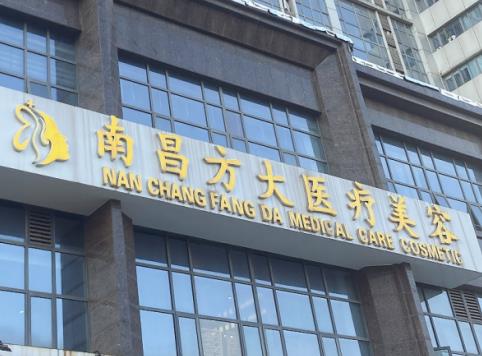 南昌方大医疗美容
NAN CHANG FANG DA MEDICAL CARE COSMETIC